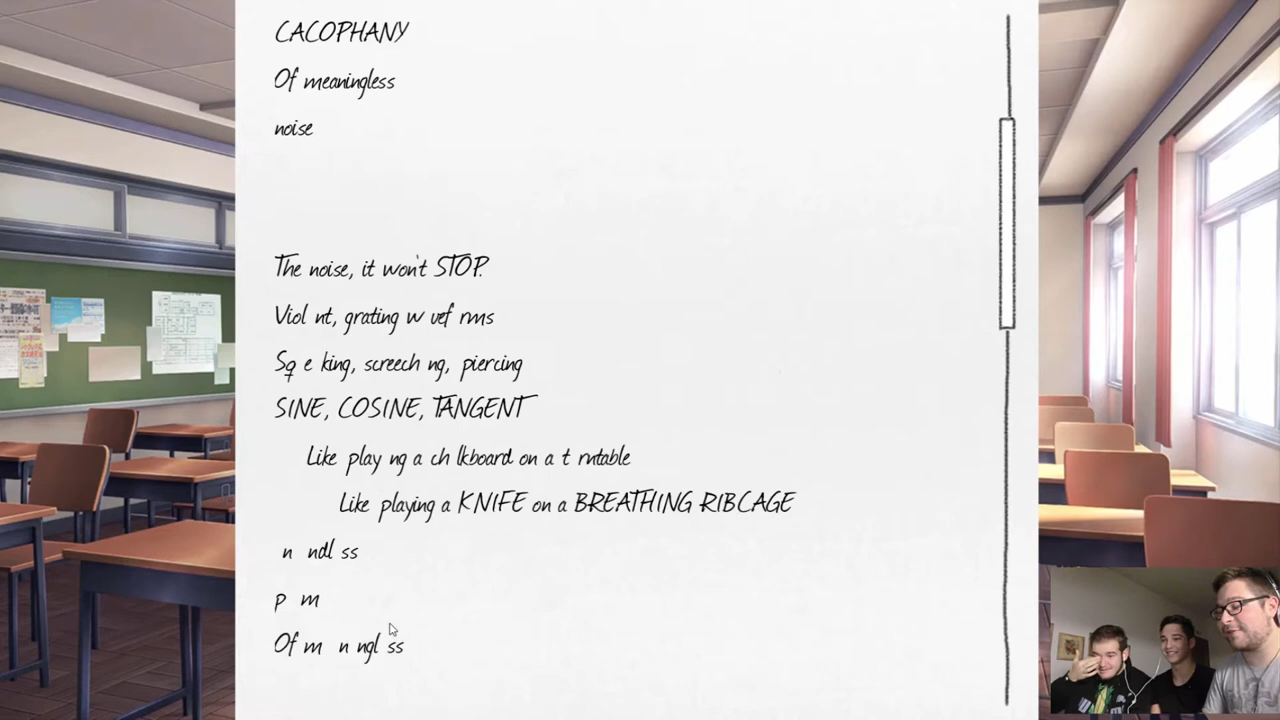 CACOPHANY
Of meaningless
noise
The noise, it won't STOP.
Viol nt, grating w vef rms
Sq e king, screech ng, piercing
SINE, COSINE, TANGENT
Like play ng a ch lkboard on a t rntable
Like playing a KNIFE on a BREATHING RIBCAGE
n ndl ss
p m
Of m n ngl ss